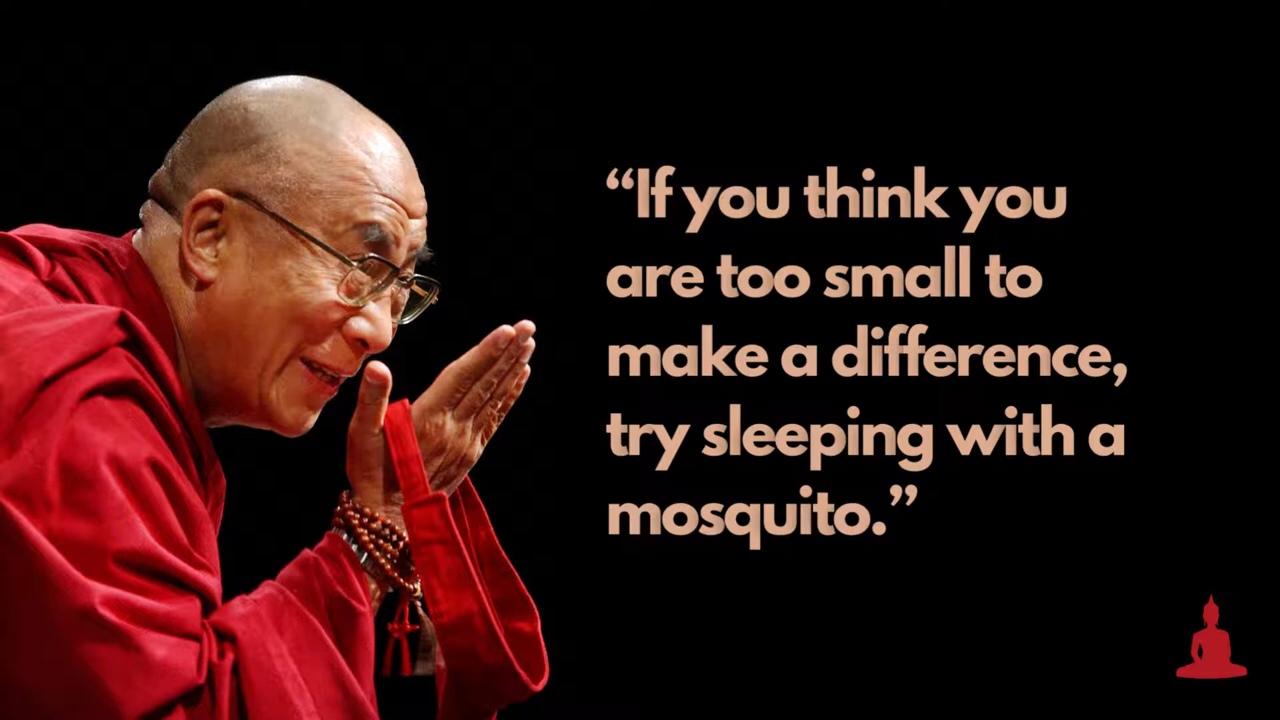 “If you think you
are too small to
make a difference,
try sleeping with a
mosquito.”